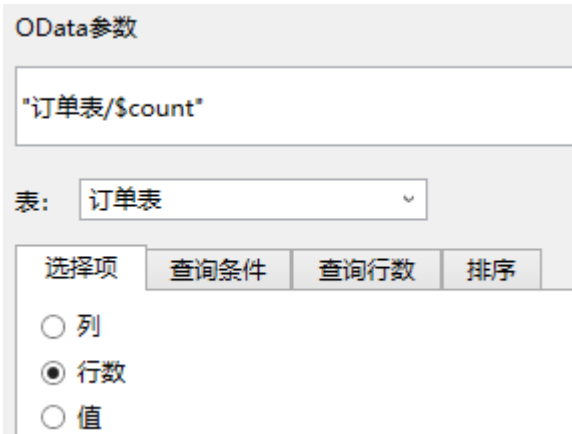 OData参数
"订单表/$count"
表: 订单表
选择项 查询条件 查询行数 排序
列
行数
值